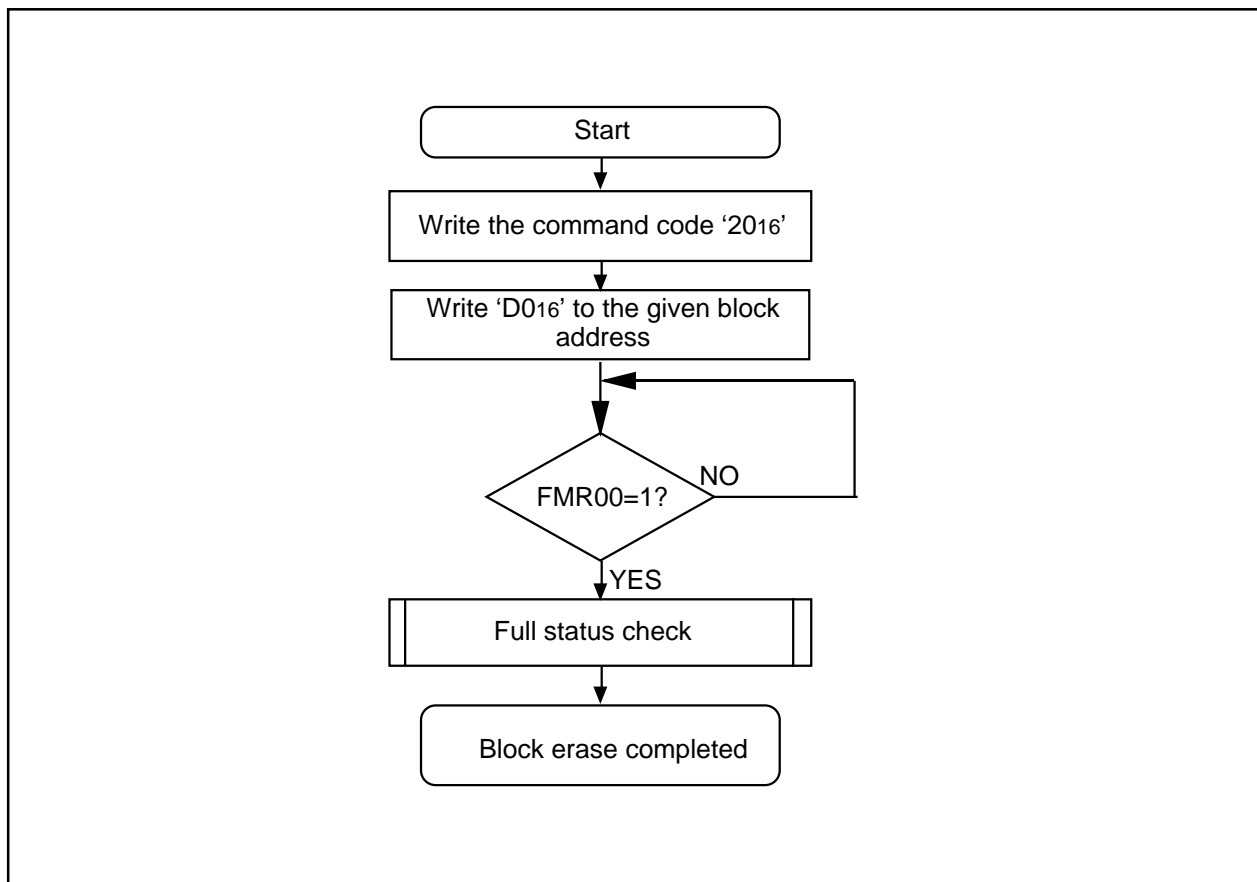 Start
Write the command code ‘2016’
Write ‘D016’ to the given block
address
FMR00=1?
NO
YES
Full status check
Block erase completed